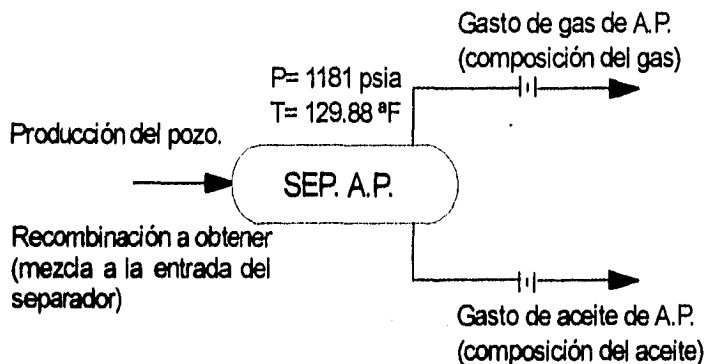 Gasto de gas de A.P.
(composición del gas)
P= 1181 psia
T= 129.88 ªF
Producción del pozo.
SEP. A.P.
Recombinación a obtener
(mezcla a la entrada del
separador)
Gasto de aceite de A.P.
(composición del aceite)